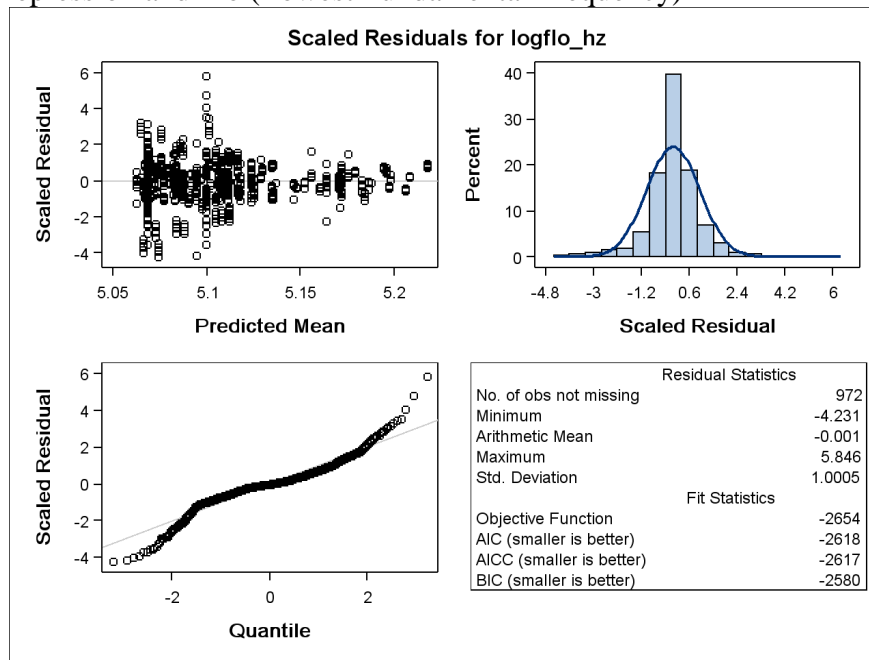 (Lowest Fundamental Frequency)
Scaled Residuals for logflo_hz
Scaled Residual
6
4
2
0
-2
-4
5.05
5.1
5.15
5.2
Predicted Mean
Percent
40
30
20
10
0
-4.8
-3
-1.2
0.6
2.4
4.2
6
Scaled Residual
Scaled Residual
6
4
2
0
-2
-4
-2
0
2
Quantile
Residual Statistics
No. of obs not missing 972
Minimum -4.231
Arithmetic Mean -0.001
Maximum 5.846
Std. Deviation 1.0005
Fit Statistics
Objective Function -2654
AIC (smaller is better) -2618
AICC (smaller is better) -2617
BIC (smaller is better) -2580